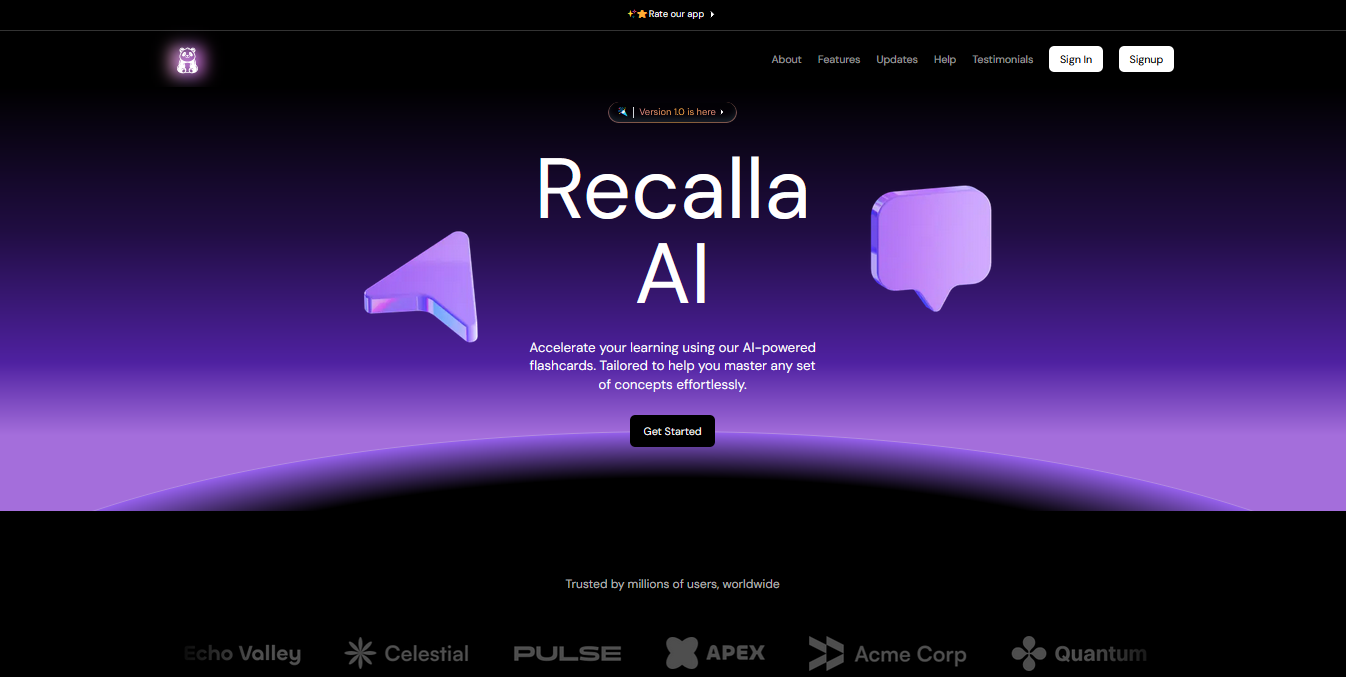 ✨⭐Rate our app
About Features Updates Help Testimonials Sign In Signup
| Version 1.0 is here
Recalla
AI
Accelerate your learning using our AI-powered
flashcards. Tailored to help you master any set
of concepts effortlessly.
Get Started
Trusted by millions of users, worldwide
Echo Valley Celestial PULSE APEX Acme Corp Quantum